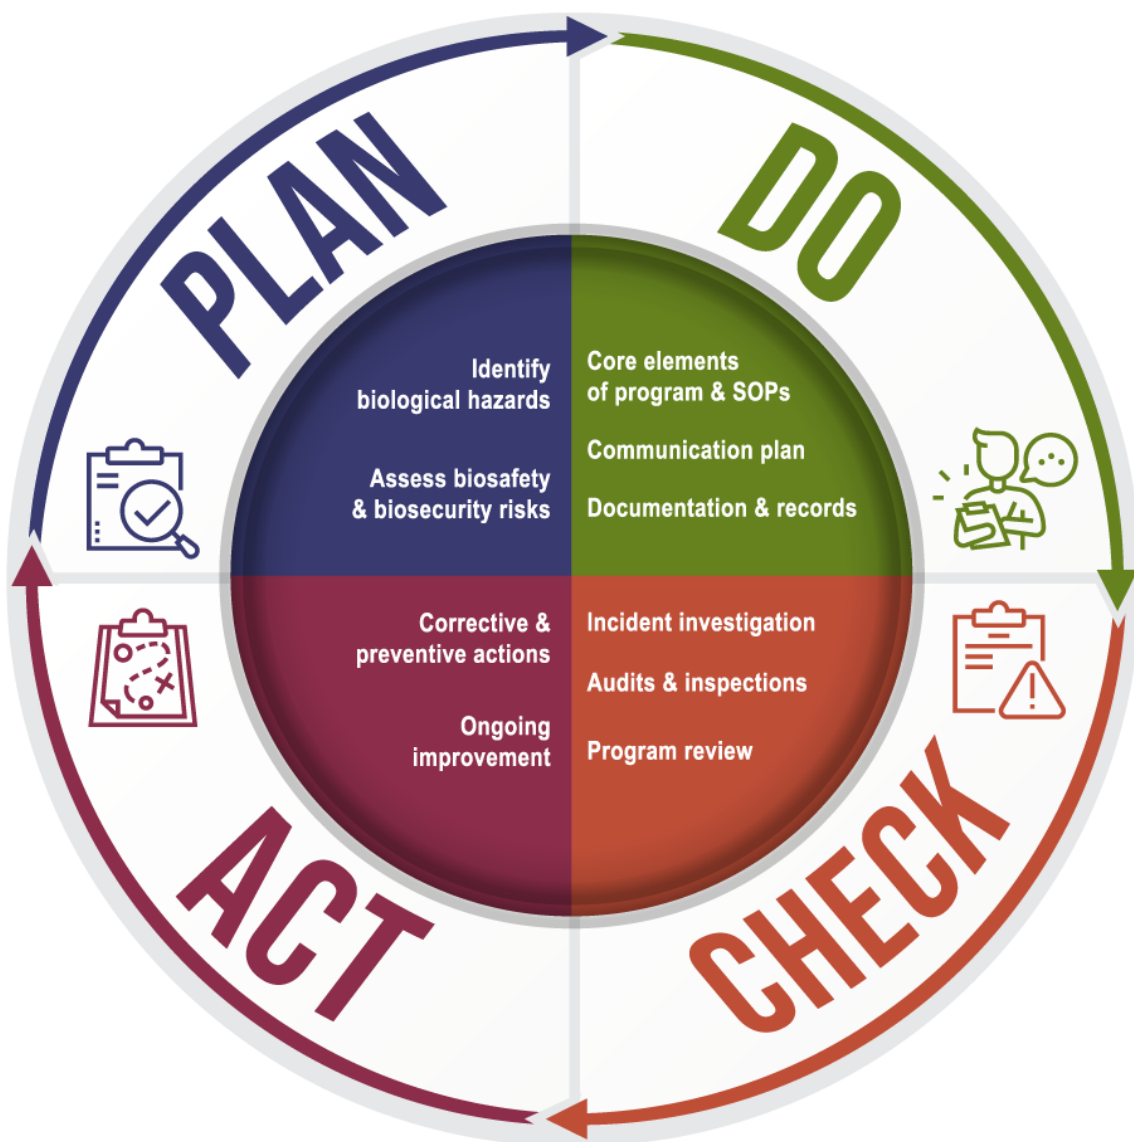 PLAN
Identify
biological hazards
Assess biosafety
& biosecurity risks
DO
Core elements
of program & SOPs
Communication plan
Documentation & records
CHECK
Incident investigation
Audits & inspections
Program review
ACT
Corrective &
preventive actions
Ongoing
improvement